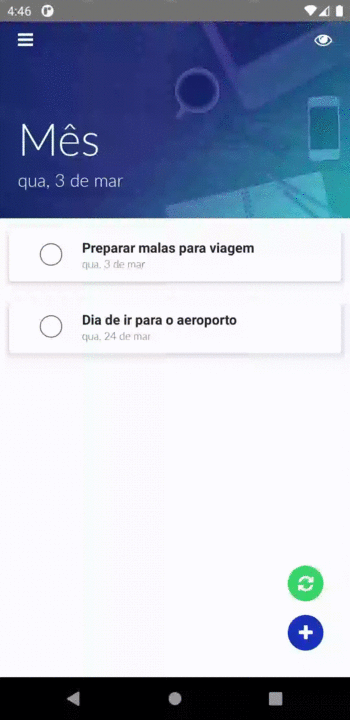 4:46
Mês
qua, 3 de mar
Preparar malas para viagem
qua, 3 de mar
Dia de ir para o aeroporto
qua, 24 de mar